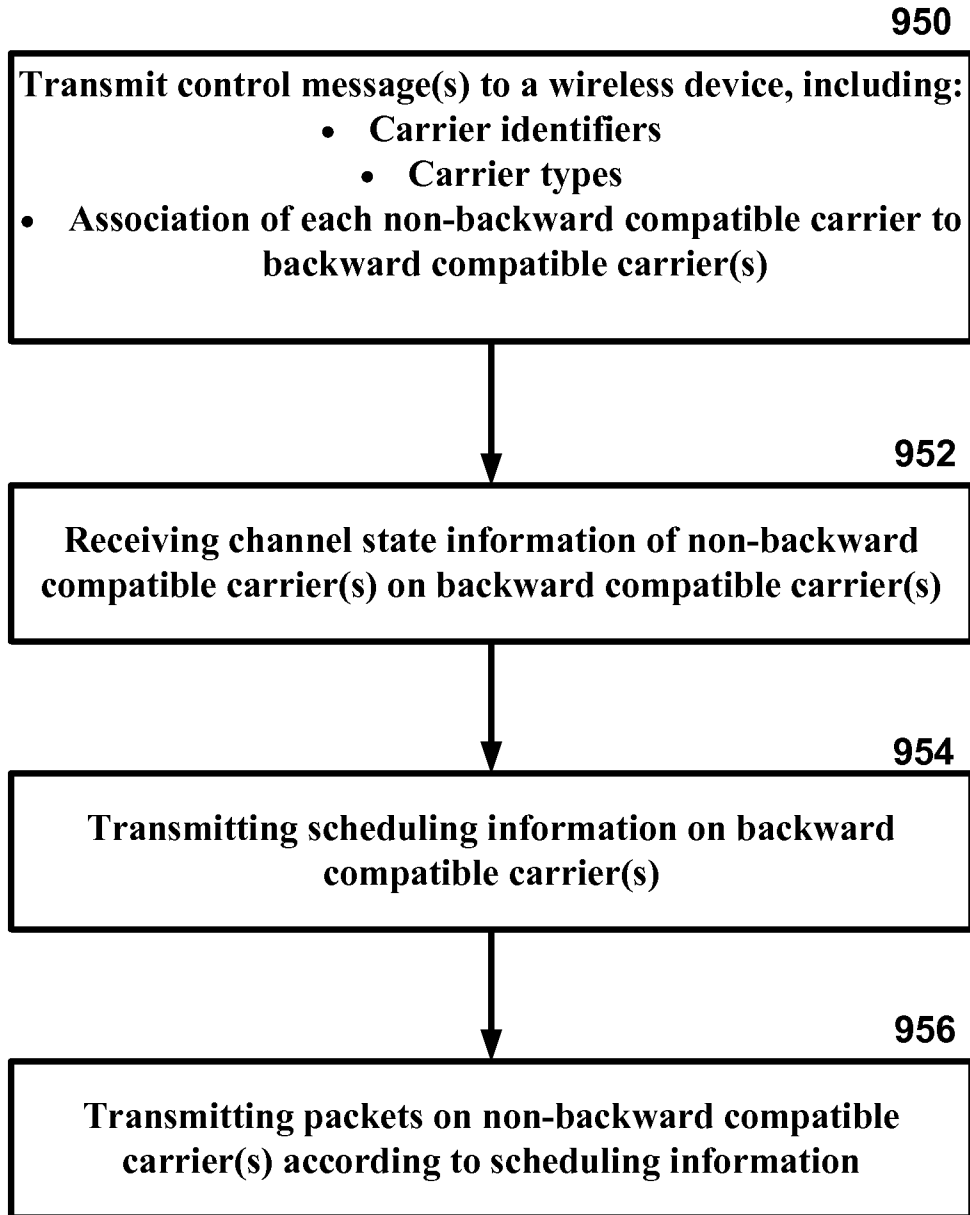 950
Transmit control message(s) to a wireless device, including:
• Carrier identifiers
• Carrier types
• Association of each non-backward compatible carrier to
backward compatible carrier(s)
952
Receiving channel state information of non-backward
compatible carrier(s) on backward compatible carrier(s)
954
Transmitting scheduling information on backward
compatible carrier(s)
956
Transmitting packets on non-backward compatible
carrier(s) according to scheduling information